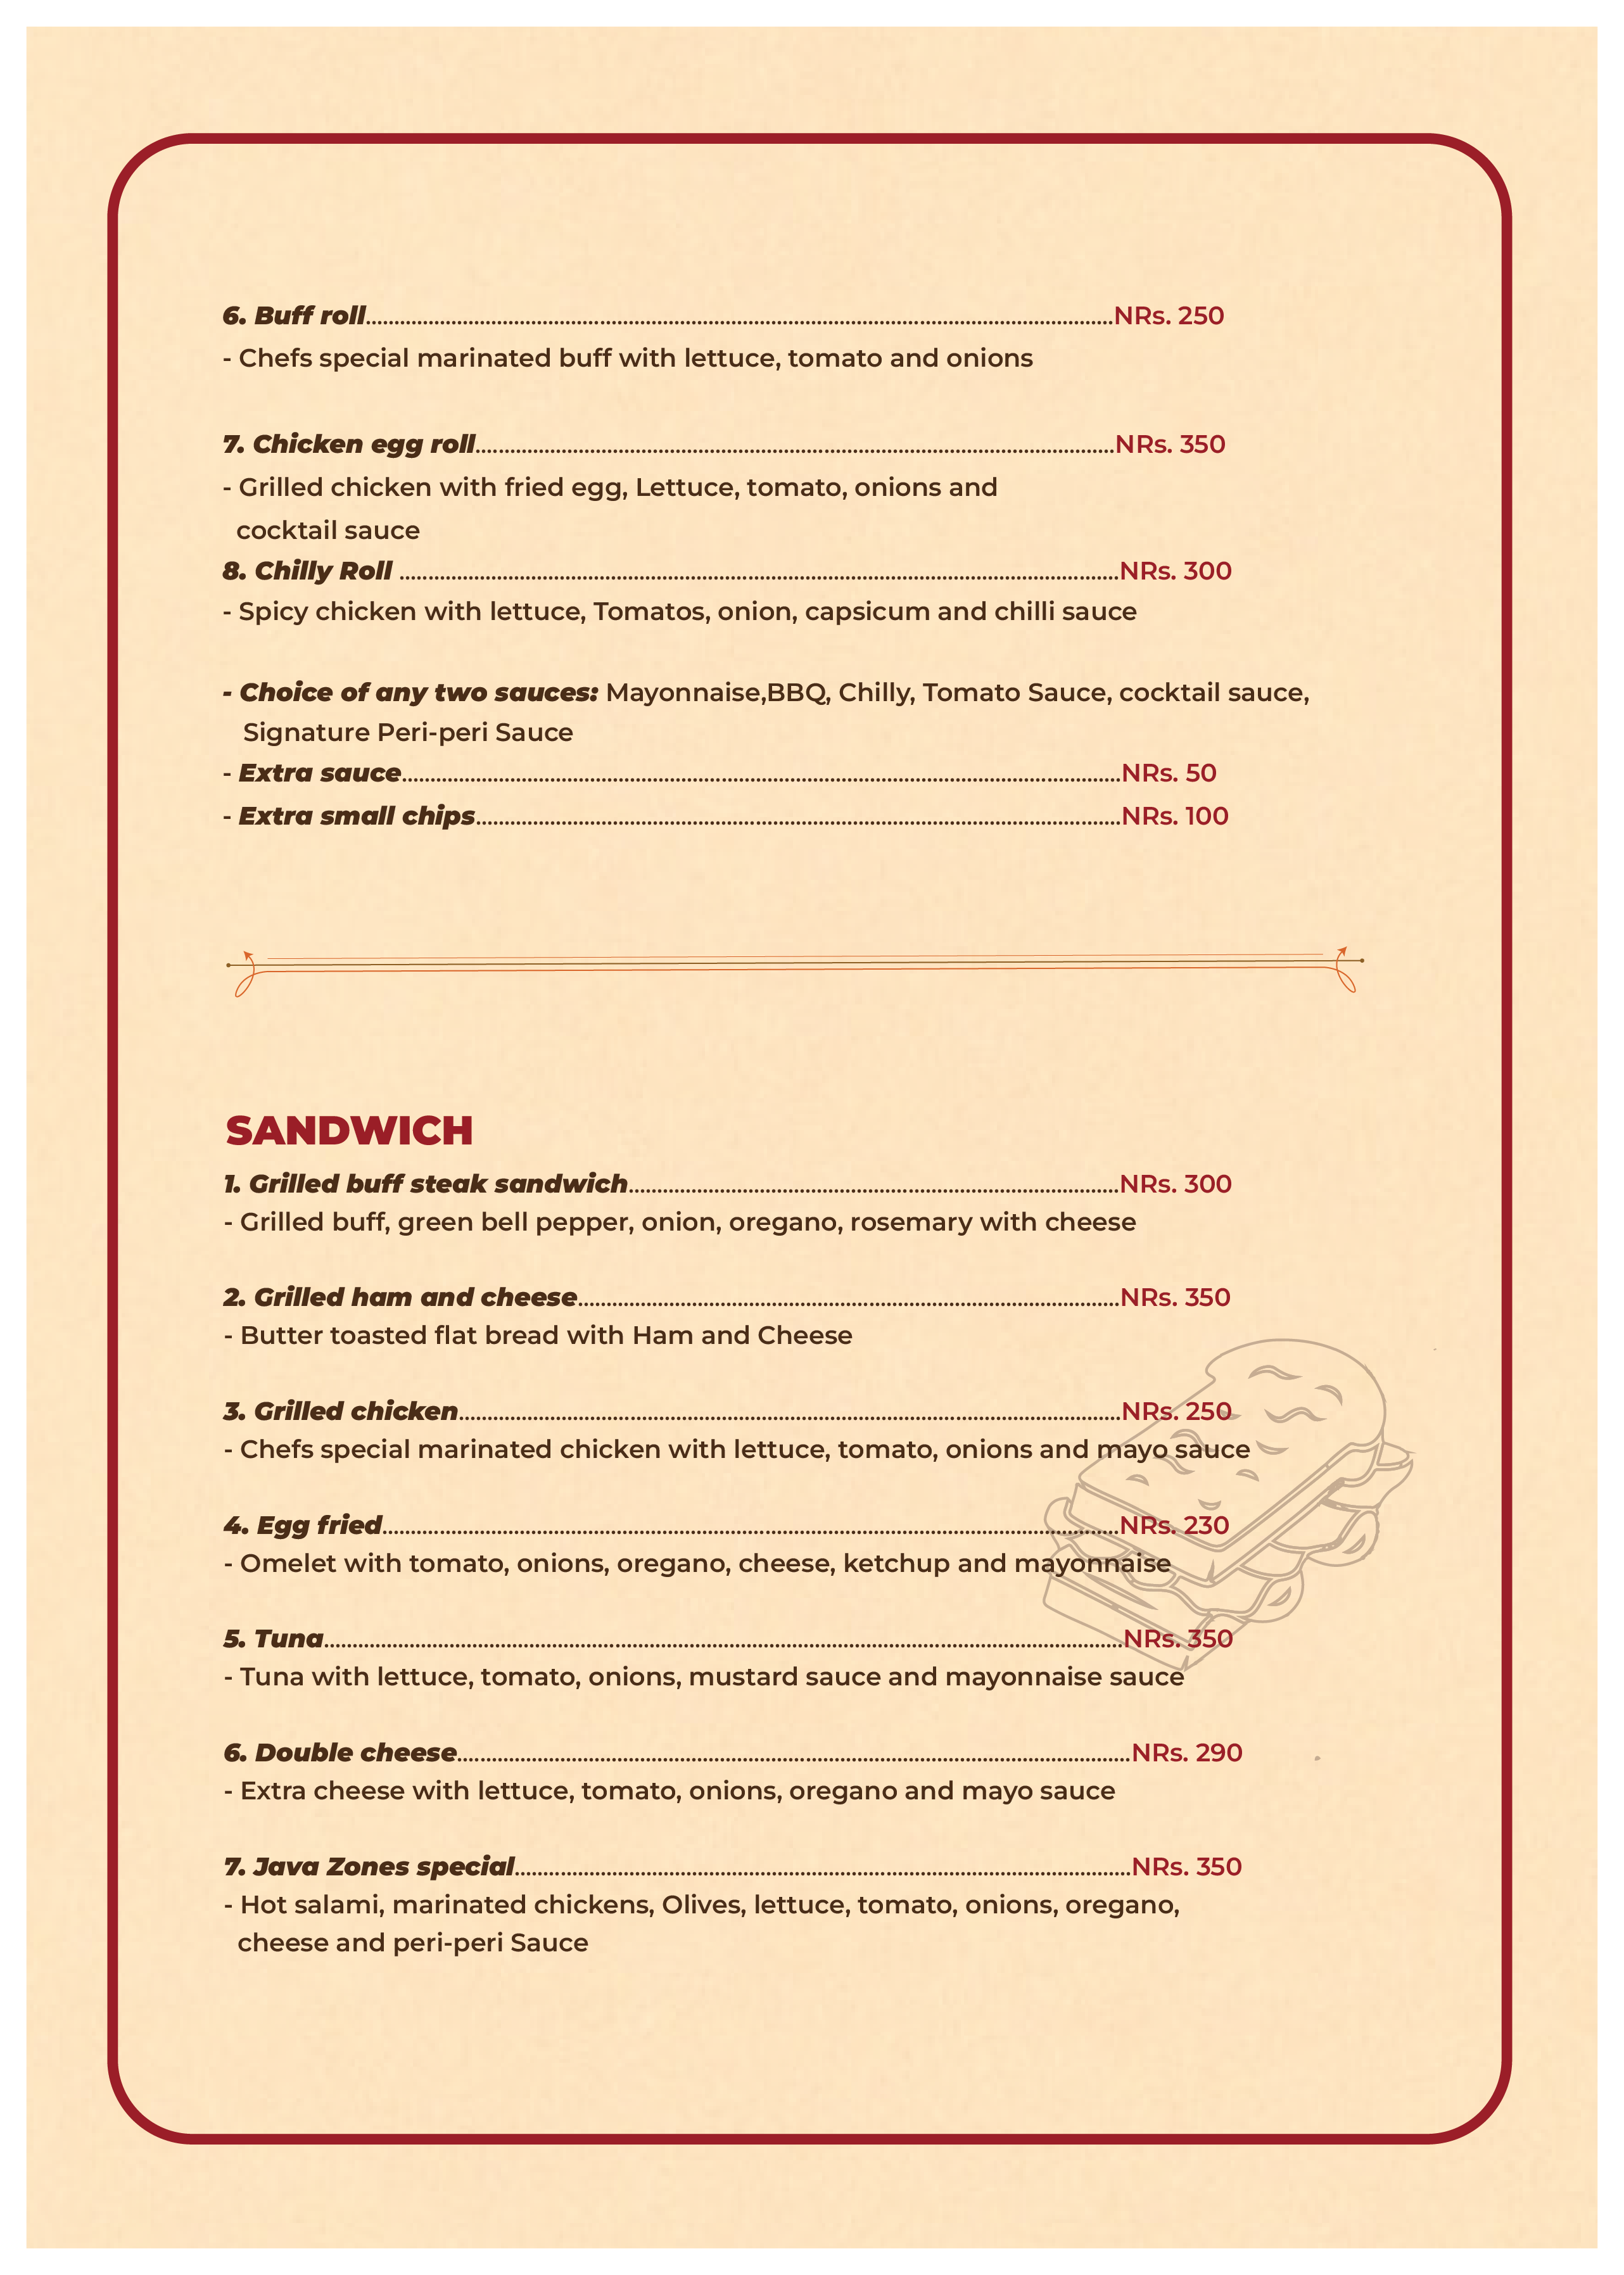 6. Buff roll..........NRs. 250
- Chefs special marinated buff with lettuce, tomato and onions
7. Chicken egg roll..........NRs. 350
- Grilled chicken with fried egg, Lettuce, tomato, onions and
cocktail sauce
8. Chilly Roll ..........NRs. 300
- Spicy chicken with lettuce, Tomatos, onion, capsicum and chilli sauce
- Choice of any two sauces: Mayonnaise,BBQ, Chilly, Tomato Sauce, cocktail sauce,
Signature Peri-peri Sauce
- Extra sauce..........NRs. 50
- Extra small chips..........NRs. 100
SANDWICH
1. Grilled buff steak sandwich..........NRs. 300
- Grilled buff, green bell pepper, onion, oregano, rosemary with cheese
2. Grilled ham and cheese..........NRs. 350
- Butter toasted flat bread with Ham and Cheese
3. Grilled chicken..........NRs. 250
- Chefs special marinated chicken with lettuce, tomato, onions and mayo sauce
4. Egg fried..........NRs. 230
- Omelet with tomato, onions, oregano, cheese, ketchup and mayonnaise
5. Tuna..........NRs. 350
- Tuna with lettuce, tomato, onions, mustard sauce and mayonnaise sauce
6. Double cheese..........NRs. 290
- Extra cheese with lettuce, tomato, onions, oregano and mayo sauce
7. Java Zones special..........NRs. 350
- Hot salami, marinated chickens, Olives, lettuce, tomato, onions, oregano,
cheese and peri-peri Sauce